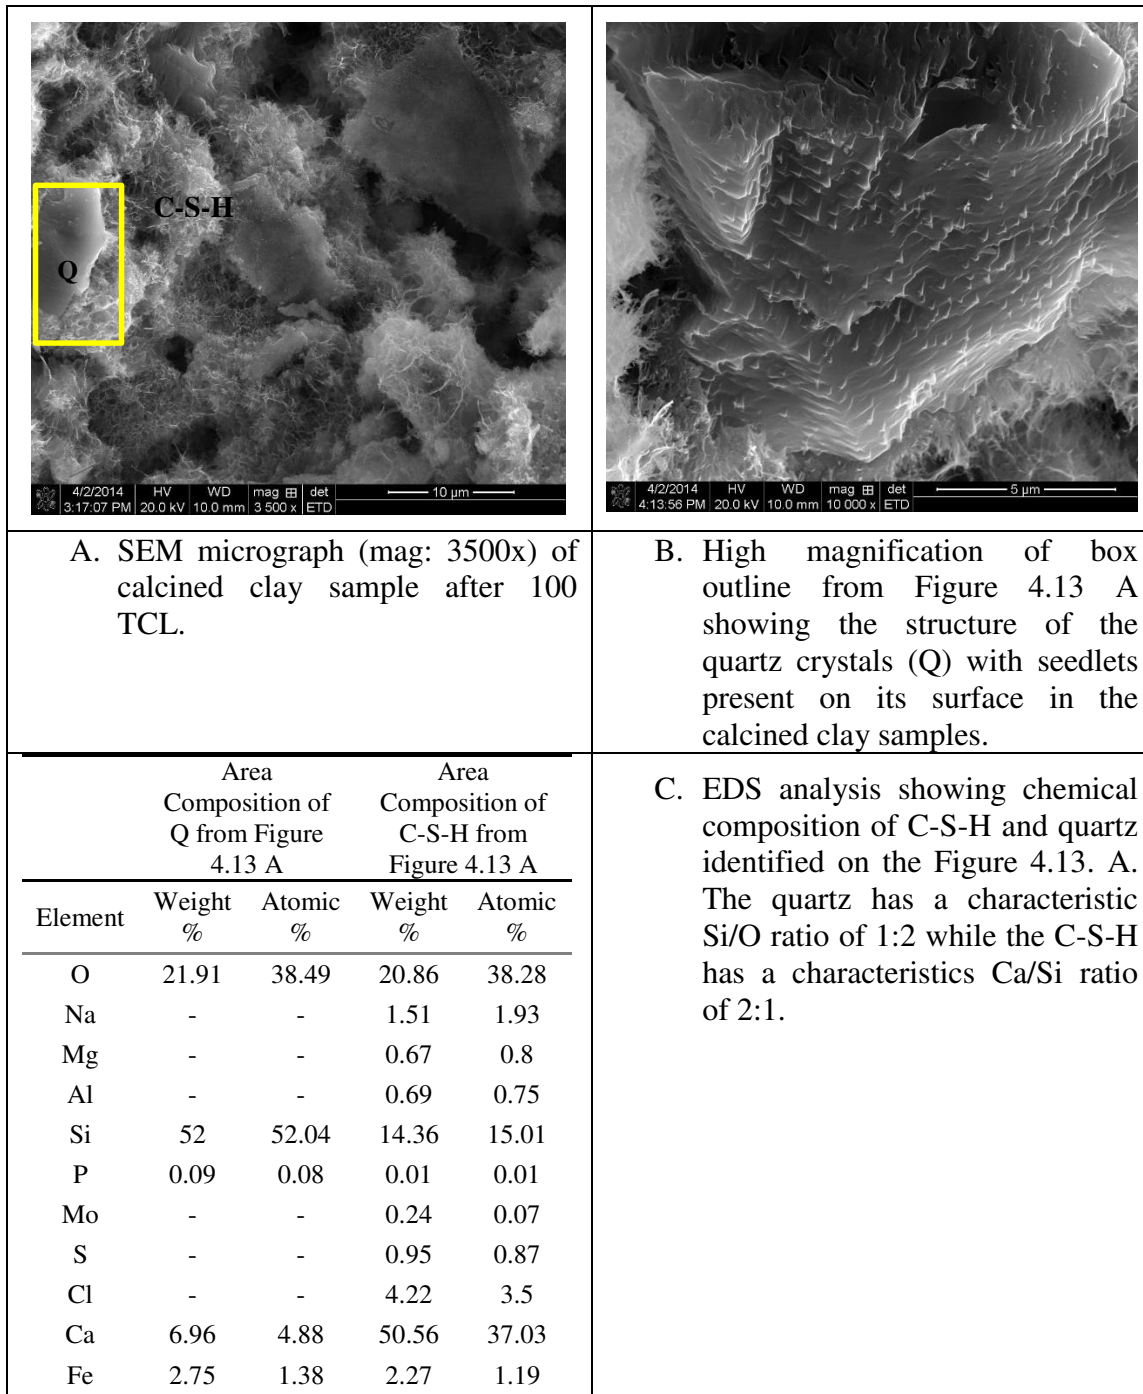 C-S-H
Q
4/2/2014 HV WD mag ⊞ det
3:17:07 PM 20.0 kV 10.0 mm 3 500 x ETD
10 µm
4/2/2014 HV WD mag ⊞ det
4:13:56 PM 20.0 kV 10.0 mm 10 000 x ETD
5 µm
A. SEM micrograph (mag: 3500x) of
calcined clay sample after 100
TCL.
B. High magnification of box
outline from Figure 4.13 A
showing the structure of the
quartz crystals (Q) with seedlets
present on its surface in the
calcined clay samples.
Area
Composition of
Q from Figure
4.13 A
Area
Composition of
C-S-H from
Figure 4.13 A
Element Weight % Atomic % Weight % Atomic %
O 21.91 38.49 20.86 38.28
Na - - 1.51 1.93
Mg - - 0.67 0.8
Al - - 0.69 0.75
Si 52 52.04 14.36 15.01
P 0.09 0.08 0.01 0.01
Mo - - 0.24 0.07
S - - 0.95 0.87
Cl - - 4.22 3.5
Ca 6.96 4.88 50.56 37.03
Fe 2.75 1.38 2.27 1.19
C. EDS analysis showing chemical
composition of C-S-H and quartz
identified on the Figure 4.13. A.
The quartz has a characteristic
Si/O ratio of 1:2 while the C-S-H
has a characteristics Ca/Si ratio
of 2:1.